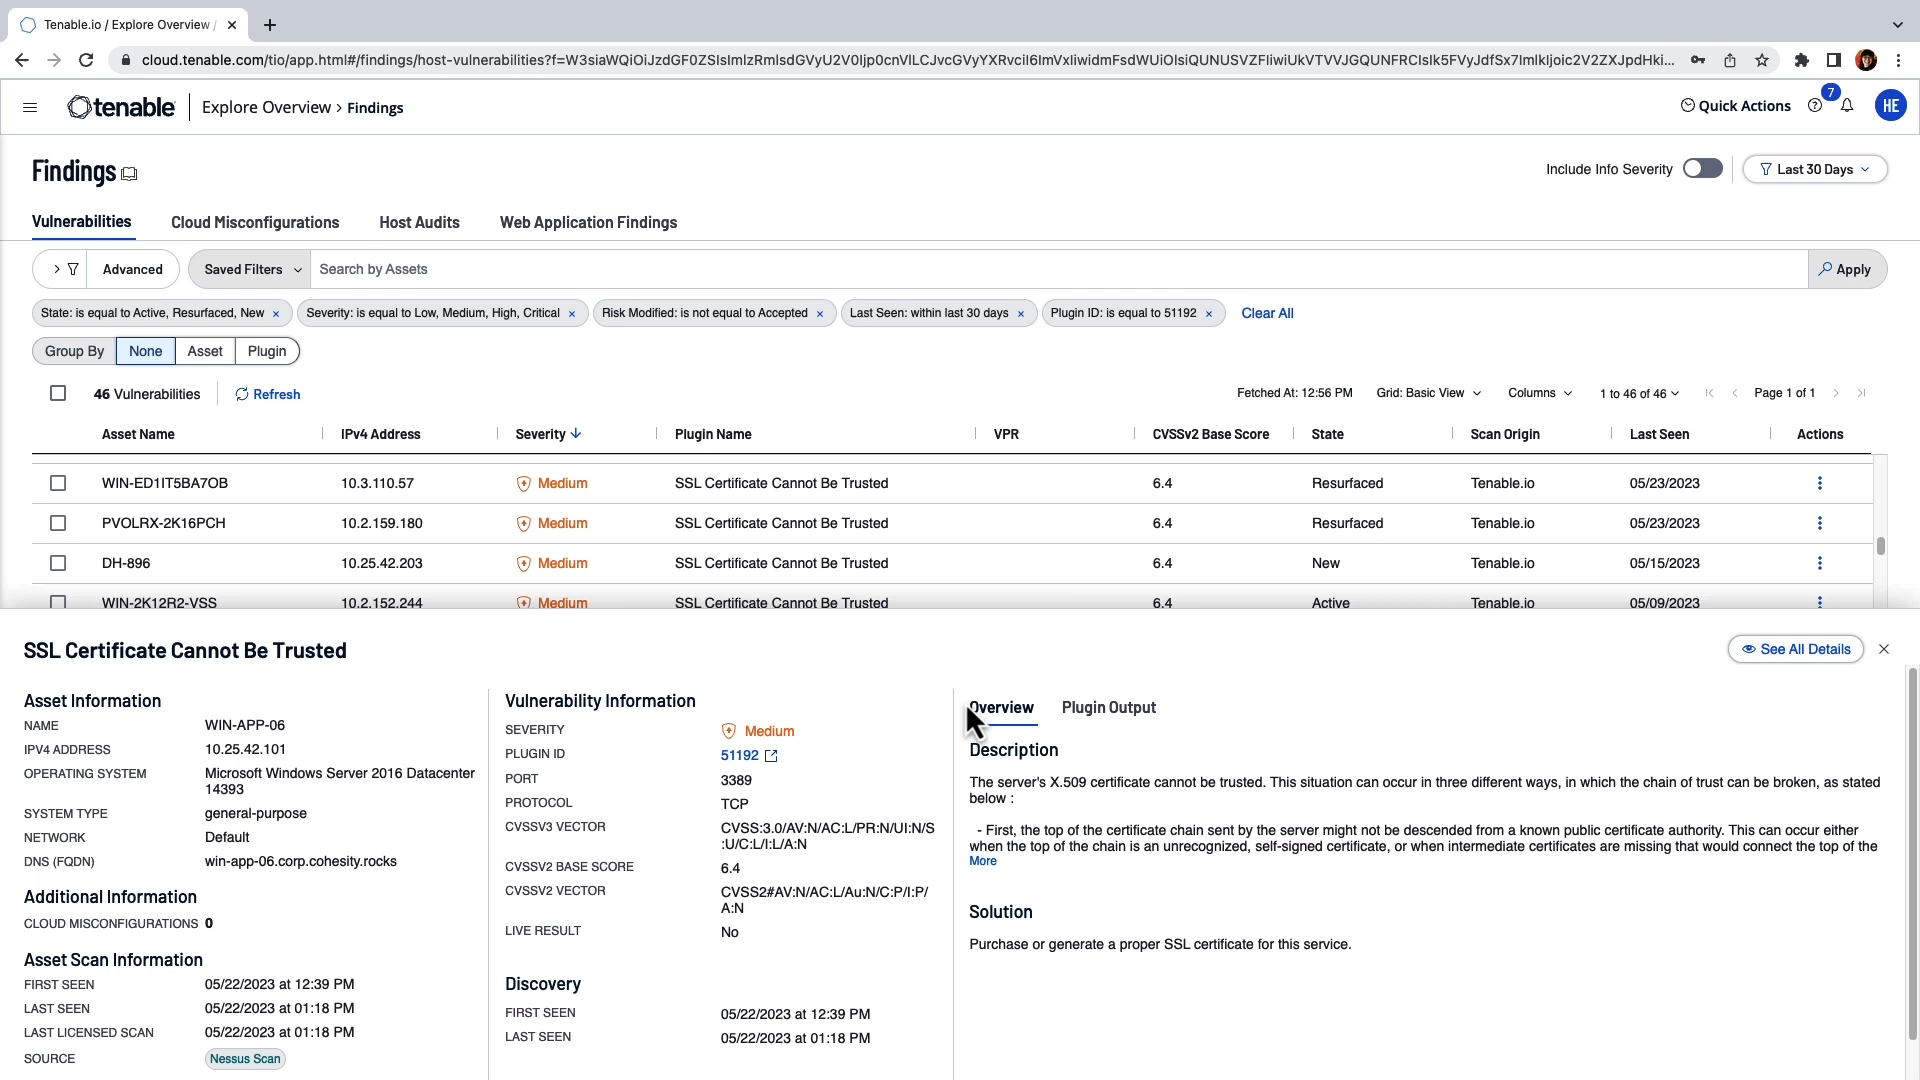 Tenable.io / Explore Overview /
cloud.tenable.com/tio/app.html#/findings/host-vulnerabilities?f=W3siaWQiOiJzdGF0ZSIsImlzRmlsdGVyU2V0Ijp0cnVlLCJvcGVyYXRvciI6ImVxIiwidmFsdWUiOlsiQUNUSVZFIiwiUkVTVVJGQUNFRCIsIk5FVyJdfSx7ImlkIjoic2V2ZXJpdHki...
tenable Explore Overview > Findings
Quick Actions 7 HE
Findings
Include Info Severity Last 30 Days
Vulnerabilities Cloud Misconfigurations Host Audits Web Application Findings
Advanced Saved Filters Search by Assets Apply
State: is equal to Active, Resurfaced, New × Severity: is equal to Low, Medium, High, Critical × Risk Modified: is not equal to Accepted × Last Seen: within last 30 days × Plugin ID: is equal to 51192 × Clear All
Group By None Asset Plugin
46 Vulnerabilities Refresh Fetched At: 12:56 PM Grid: Basic View Columns 1 to 46 of 46 Page 1 of 1
Asset Name IPv4 Address Severity Plugin Name VPR CVSSv2 Base Score State Scan Origin Last Seen Actions
WIN-ED1IT5BA7OB 10.3.110.57 Medium SSL Certificate Cannot Be Trusted 6.4 Resurfaced Tenable.io 05/23/2023
PVOLRX-2K16PCH 10.2.159.180 Medium SSL Certificate Cannot Be Trusted 6.4 Resurfaced Tenable.io 05/23/2023
DH-896 10.25.42.203 Medium SSL Certificate Cannot Be Trusted 6.4 New Tenable.io 05/15/2023
WIN-2K12R2-VSS 10.2.152.244 Medium SSL Certificate Cannot Be Trusted 6.4 Active Tenable.io 05/09/2023
SSL Certificate Cannot Be Trusted
See All Details
Asset Information
NAME WIN-APP-06
IPV4 ADDRESS 10.25.42.101
OPERATING SYSTEM Microsoft Windows Server 2016 Datacenter
14393
SYSTEM TYPE general-purpose
NETWORK Default
DNS (FQDN) win-app-06.corp.cohesity.rocks
Additional Information
CLOUD MISCONFIGURATIONS 0
Asset Scan Information
FIRST SEEN 05/22/2023 at 12:39 PM
LAST SEEN 05/22/2023 at 01:18 PM
LAST LICENSED SCAN 05/22/2023 at 01:18 PM
SOURCE Nessus Scan
Vulnerability Information
SEVERITY Medium
PLUGIN ID 51192
PORT 3389
PROTOCOL TCP
CVSSV3 VECTOR CVSS:3.0/AV:N/AC:L/PR:N/UI:N/S
:U/C:L/I:L/A:N
CVSSV2 BASE SCORE 6.4
CVSSV2 VECTOR CVSS2#AV:N/AC:L/Au:N/C:P/I:P/
A:N
LIVE RESULT No
Discovery
FIRST SEEN 05/22/2023 at 12:39 PM
LAST SEEN 05/22/2023 at 01:18 PM
Overview Plugin Output
Description
The server's X.509 certificate cannot be trusted. This situation can occur in three different ways, in which the chain of trust can be broken, as stated
below :
- First, the top of the certificate chain sent by the server might not be descended from a known public certificate authority. This can occur either
when the top of the chain is an unrecognized, self-signed certificate, or when intermediate certificates are missing that would connect the top of the
More
Solution
Purchase or generate a proper SSL certificate for this service.